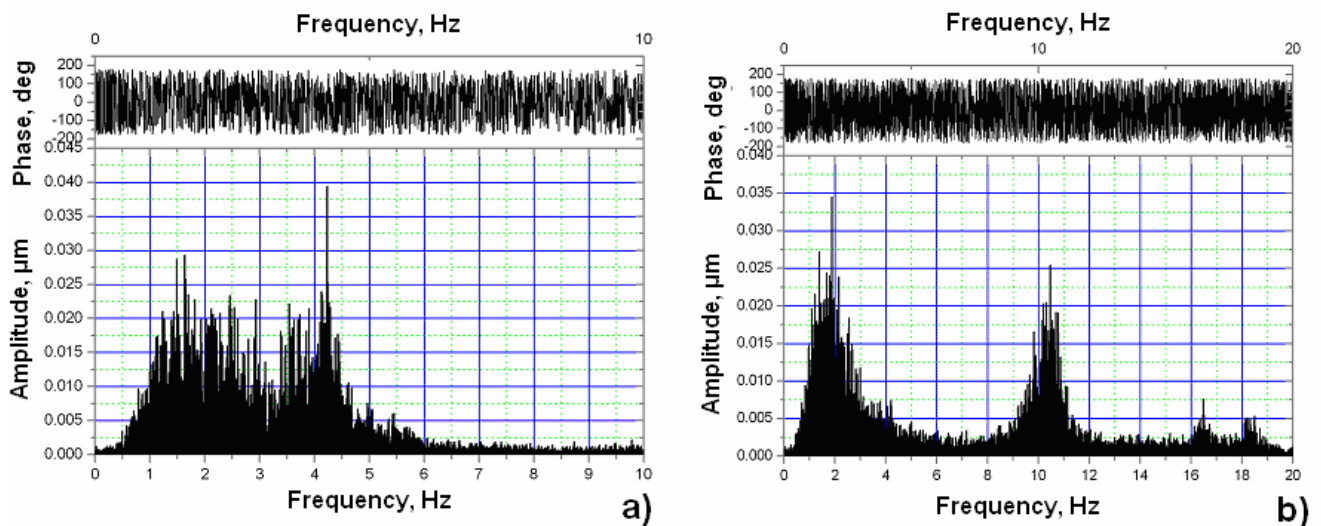 Frequency, Hz
0 10
Phase, deg
200
100
0
-100
-200
Amplitude, µm
0.045
0.040
0.035
0.030
0.025
0.020
0.015
0.010
0.005
0.000
0 1 2 3 4 5 6 7 8 9 10
Frequency, Hz
a)
Frequency, Hz
0 10 20
Phase, deg
200
100
0
-100
-200
Amplitude, µm
0.040
0.035
0.030
0.025
0.020
0.015
0.010
0.005
0.000
0 2 4 6 8 10 12 14 16 18 20
Frequency, Hz
b)